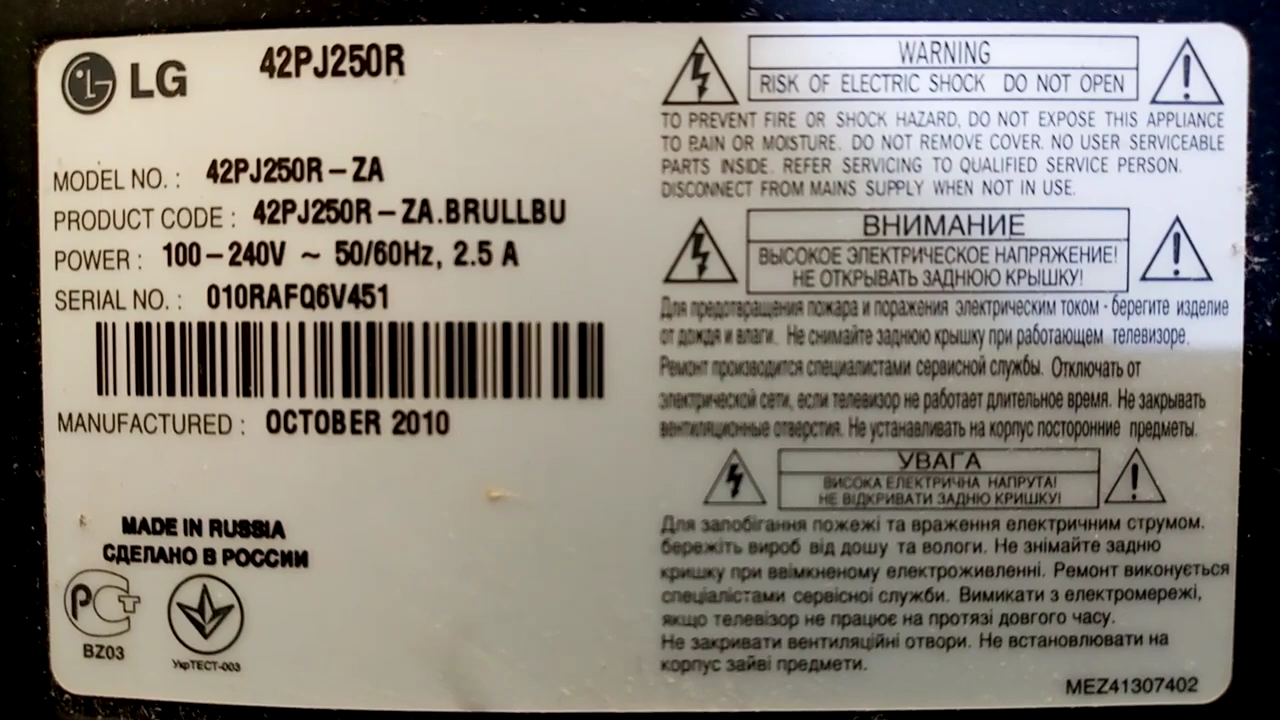 LG
42PJ250R
MODEL NO. : 42PJ250R-ZA
PRODUCT CODE : 42PJ250R-ZA.BRULLBU
POWER : 100-240V ~ 50/60Hz, 2.5 A
SERIAL NO. : 010RAFQ6V451
MANUFACTURED : OCTOBER 2010
MADE IN RUSSIA
СДЕЛАНО В РОССИИ
РСТ
BZ03
УкрТЕСТ-003
WARNING
RISK OF ELECTRIC SHOCK DO NOT OPEN
TO PREVENT FIRE OR SHOCK HAZARD, DO NOT EXPOSE THIS APPLIANCE
TO RAIN OR MOISTURE. DO NOT REMOVE COVER. NO USER SERVICEABLE
PARTS INSIDE. REFER SERVICING TO QUALIFIED SERVICE PERSON.
DISCONNECT FROM MAINS SUPPLY WHEN NOT IN USE.
ВНИМАНИЕ
ВЫСОКОЕ ЭЛЕКТРИЧЕСКОЕ НАПРЯЖЕНИЕ!
НЕ ОТКРЫВАТЬ ЗАДНЮЮ КРЫШКУ!
Для предотвращения пожара и поражения электрическим током - берегите изделие
от дождя и влаги. Не снимайте заднюю крышку при работающем телевизоре.
Ремонт производится специалистами сервисной службы. Отключать от
электрической сети, если телевизор не работает длительное время. Не закрывать
вентиляционные отверстия. Не устанавливать на корпус посторонние предметы.
УВАГА
ВИСОКА ЕЛЕКТРИЧНА НАПРУГА!
НЕ ВІДКРИВАТИ ЗАДНЮ КРИШКУ!
Для запобігання пожежі та враження електричним струмом.
бережіть вироб від дошу та вологи. Не знімайте задню
кришку при ввімкненому електроживленні. Ремонт виконується
спеціалістами сервісної служби. Вимикати з електромережі,
якщо телевізор не працює на протязі довгого часу.
Не закривати вентиляційні отвори. Не встановлювати на
корпус зайві предмети.
MEZ41307402